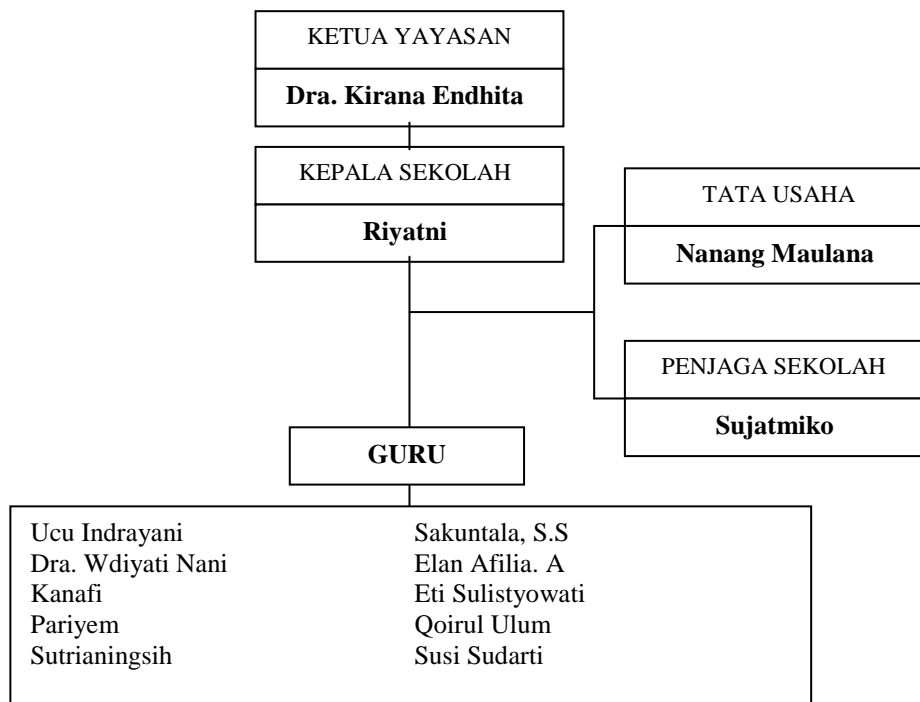 KETUA YAYASAN
Dra. Kirana Endhita
KEPALA SEKOLAH
Riyatni
TATA USAHA
Nanang Maulana
PENJAGA SEKOLAH
Sujatmiko
GURU
Ucu Indrayani
Dra. Wdiyati Nani
Kanafi
Pariyem
Sutrianingsih
Sakuntala, S.S
Elan Afilia. A
Eti Sulistyowati
Qoirul Ulum
Susi Sudarti